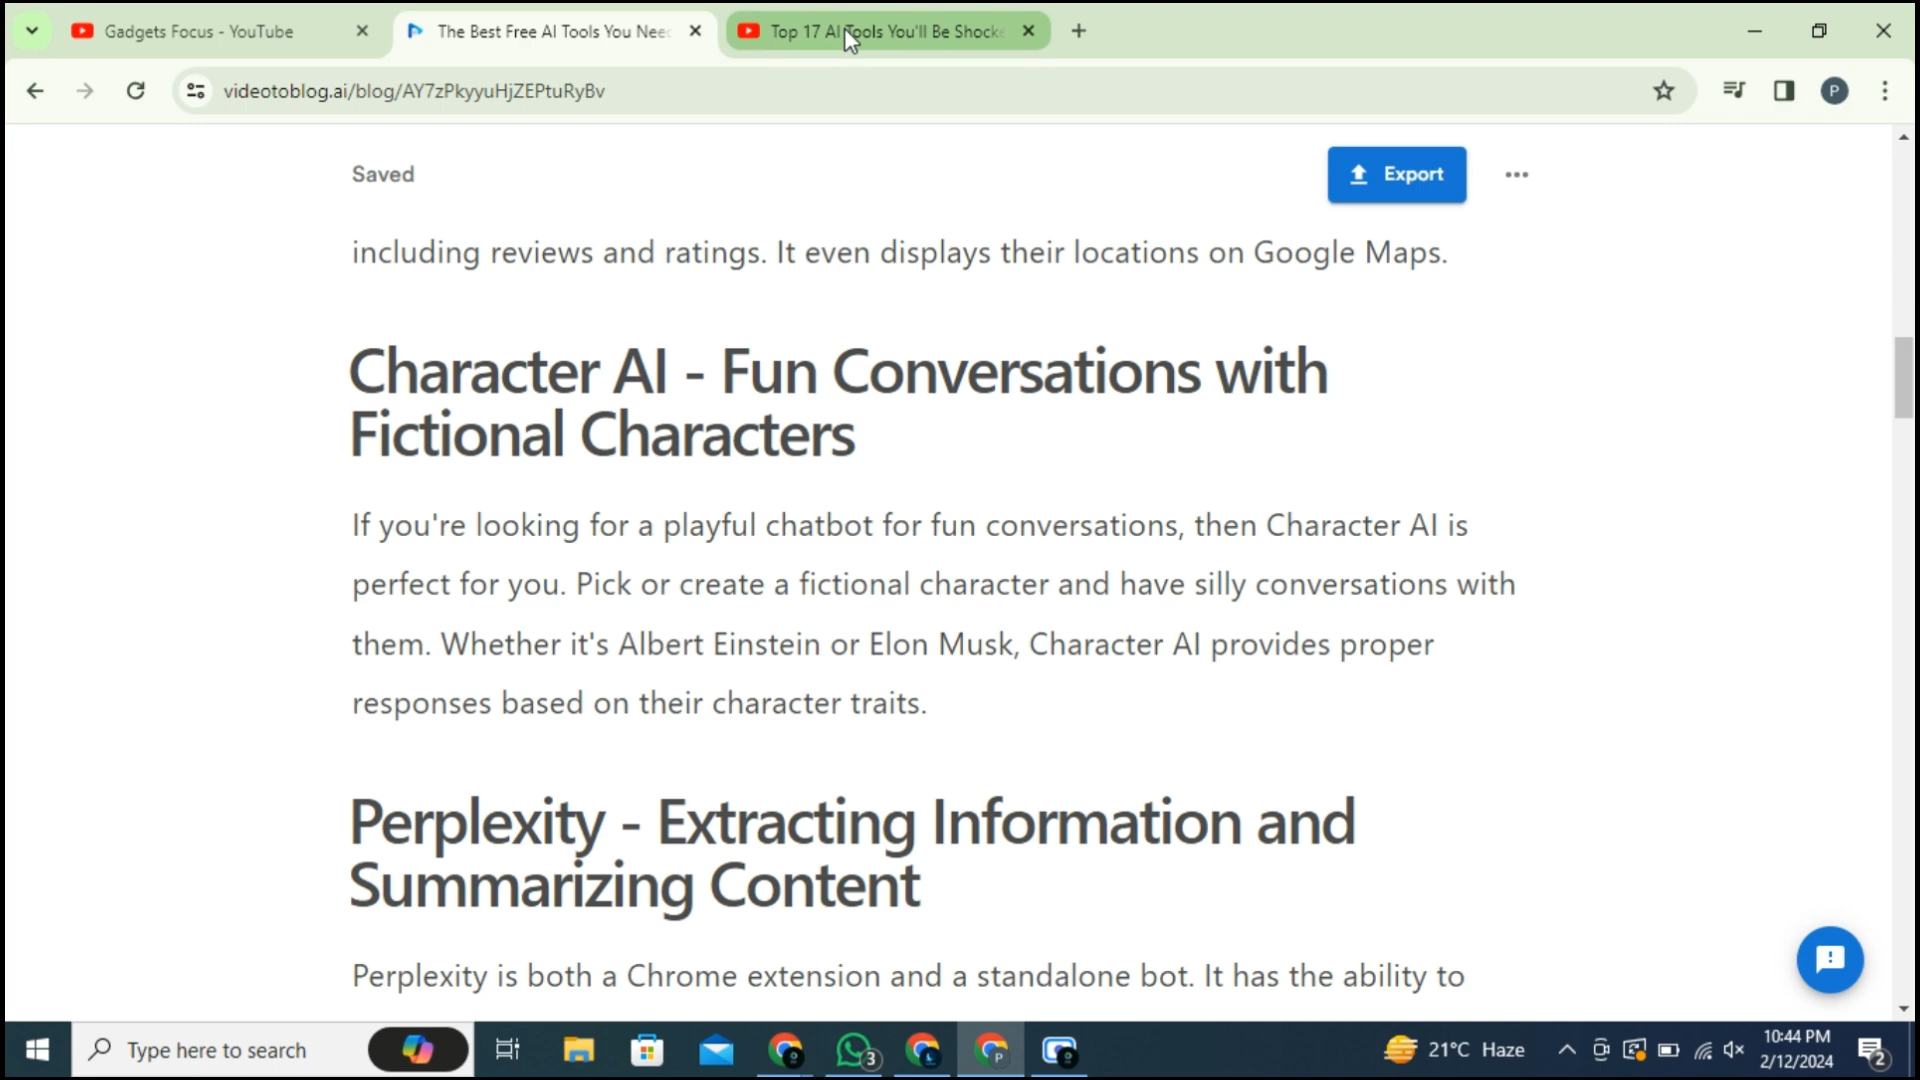 Gadgets Focus - YouTube
The Best Free AI Tools You Need
Top 17 AI Tools You'll Be Shock
videotoblog.ai/blog/AY7zPkyyuHjZEPtuRyBv
P
Saved
Export
including reviews and ratings. It even displays their locations on Google Maps.
Character AI - Fun Conversations with
Fictional Characters
If you're looking for a playful chatbot for fun conversations, then Character AI is
perfect for you. Pick or create a fictional character and have silly conversations with
them. Whether it's Albert Einstein or Elon Musk, Character AI provides proper
responses based on their character traits.
Perplexity - Extracting Information and
Summarizing Content
Perplexity is both a Chrome extension and a standalone bot. It has the ability to
Type here to search
3
L
P
21°C Haze
10:44 PM
2/12/2024
2